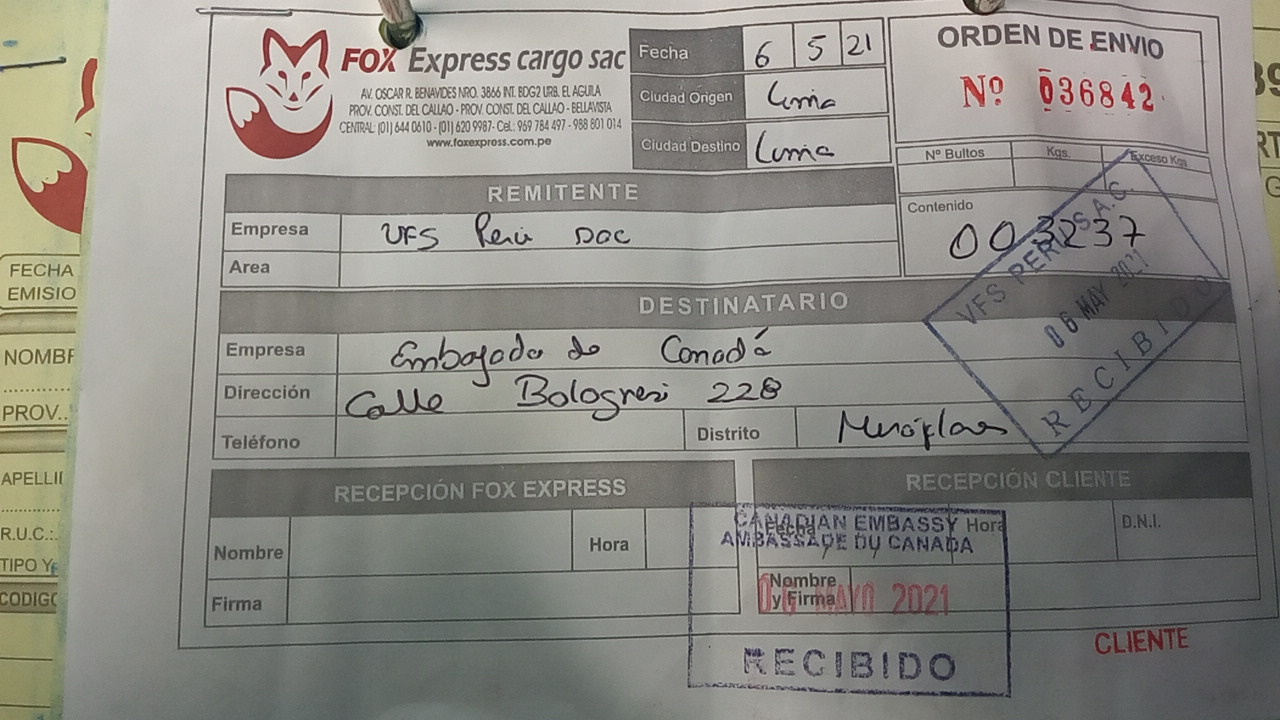 FOX Express cargo sac
AV. OSCAR R. BENAVIDES NRO. 3866 INT. BDG2 URB. EL AGUILA
PROV. CONST. DEL CALLAO - PROV. CONST. DEL CALLAO - BELLAVISTA
CENTRAL: (01) 644 0610 - (01) 620 9987- Cel.: 969 784 497 - 988 801 014
www.foxexpress.com.pe
Fecha 6 5 21
Ciudad Origen Lima
Ciudad Destino Lima
ORDEN DE ENVIO
Nº 036842
Nº Bultos Kgs. Exceso Kgs
Contenido
003237
REMITENTE
Empresa VFS Perú SAC
Area
DESTINATARIO
Empresa Embajada de Canadá
Dirección Calle Bolognesi 228
Teléfono Distrito Miraflores
VFS PERU S.A.C.
06 MAY 2021
RECIBIDO
RECEPCIÓN FOX EXPRESS
Nombre Hora
Firma
RECEPCIÓN CLIENTE
Fecha Hora D.N.I.
Nombre
y Firma
CANADIAN EMBASSY
AMBASSADE DU CANADA
06 MAYO 2021
RECIBIDO
CLIENTE
FECHA
EMISIO
NOMBF
PROV..
APELLII
R.U.C.:.
TIPO Y
CODIGO